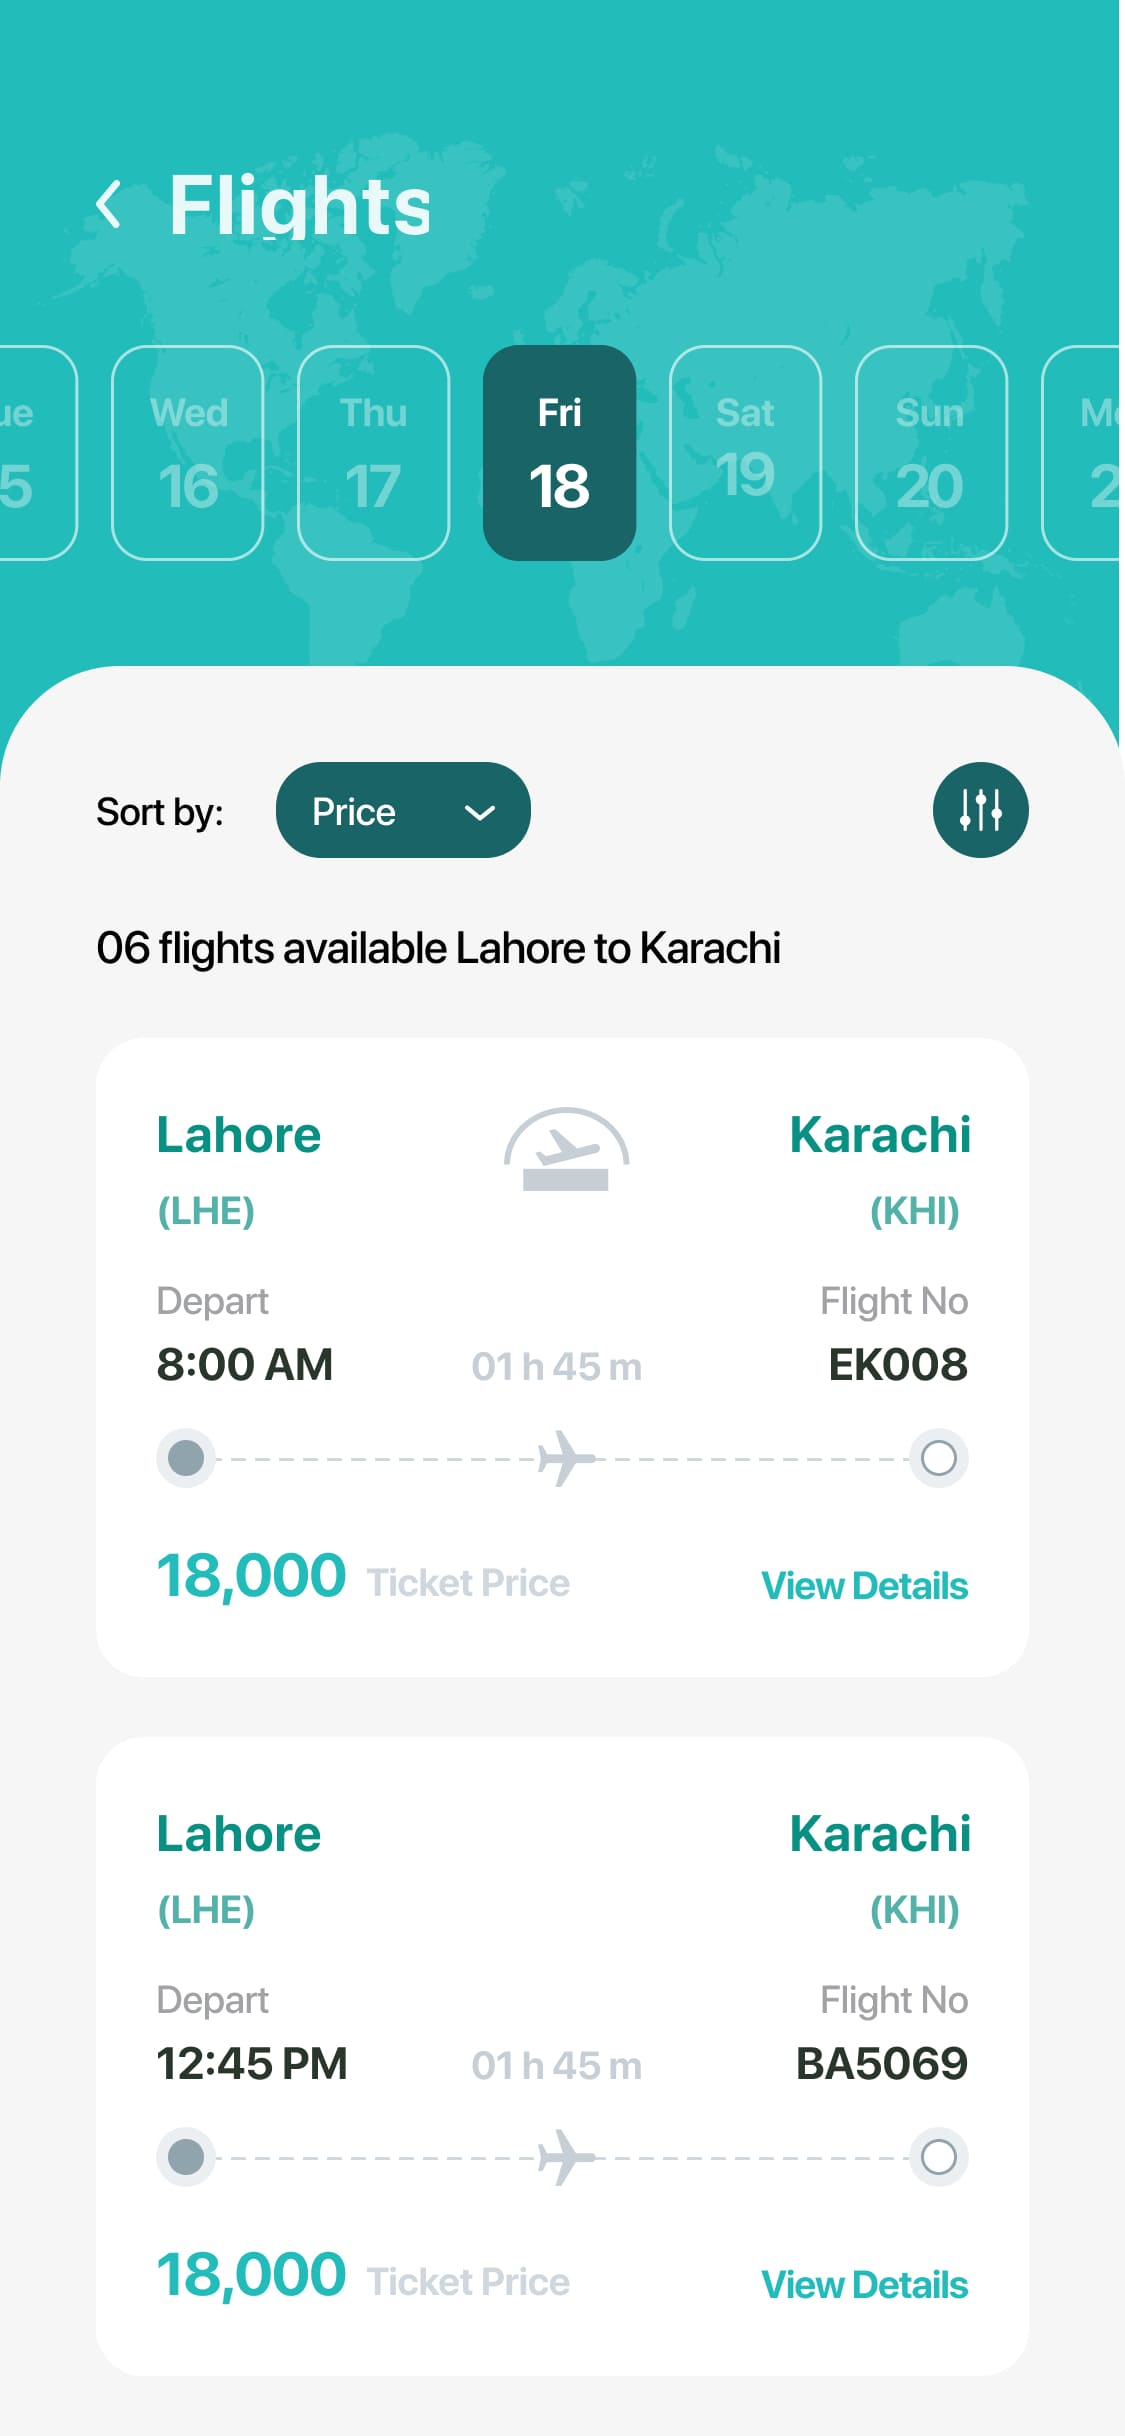 Flights
ue Wed Thu Fri Sat Sun M
5 16 17 18 19 20 2
Sort by: Price
06 flights available Lahore to Karachi
Lahore Karachi
(LHE) (KHI)
Depart Flight No
8:00 AM 01 h 45 m EK008
18,000 Ticket Price View Details
Lahore Karachi
(LHE) (KHI)
Depart Flight No
12:45 PM 01 h 45 m BA5069
18,000 Ticket Price View Details